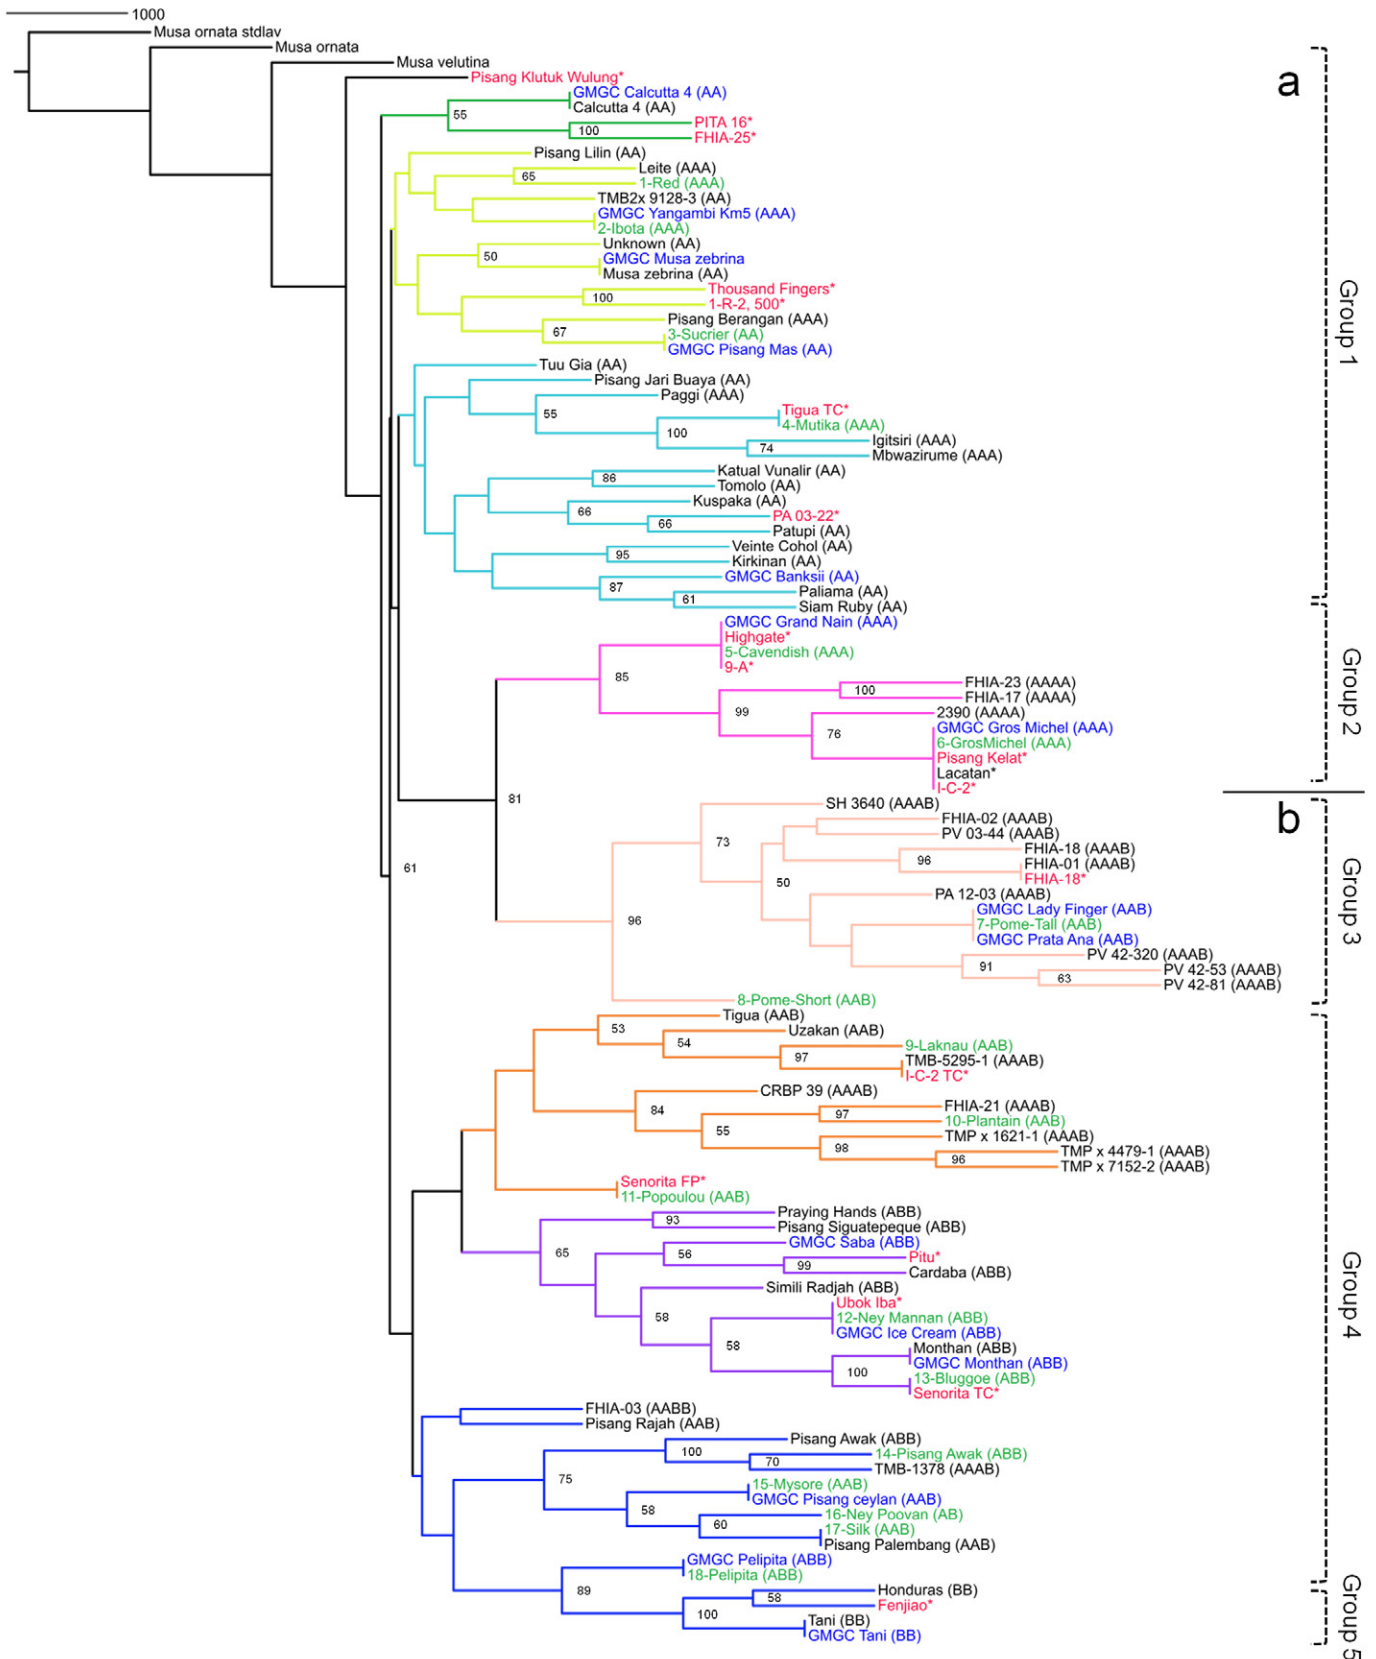 1000
Musa ornata stdlav
Musa ornata
Musa velutina
Pisang Klutuk Wulung*
a
GMGC Calcutta 4 (AA)
Calcutta 4 (AA)
55
PITA 16*
100
FHIA-25*
Pisang Lilin (AA)
Leite (AAA)
65
1-Red (AAA)
TMB2x 9128-3 (AA)
GMGC Yangambi Km5 (AAA)
2-Ibota (AAA)
Unknown (AA)
50
GMGC Musa zebrina
Musa zebrina (AA)
Thousand Fingers*
100
1-R-2, 500*
Pisang Berangan (AAA)
67
3-Sucrier (AA)
GMGC Pisang Mas (AA)
Group 1
Tuu Gia (AA)
Pisang Jari Buaya (AA)
Paggi (AAA)
55
Tigua TC*
4-Mutika (AAA)
100
Igitsiri (AAA)
74
Mbwazirume (AAA)
Katual Vunalir (AA)
86
Tomolo (AA)
Kuspaka (AA)
66
PA 03-22*
66
Patupi (AA)
Veinte Cohol (AA)
95
Kirkinan (AA)
GMGC Banksii (AA)
87
Paliama (AA)
61
Siam Ruby (AA)
GMGC Grand Nain (AAA)
Highgate*
5-Cavendish (AAA)
9-A*
85
FHIA-23 (AAAA)
100
FHIA-17 (AAAA)
99
2390 (AAAA)
GMGC Gros Michel (AAA)
76
6-GrosMichel (AAA)
Pisang Kelat*
Lacatan*
I-C-2*
Group 2
81
b
SH 3640 (AAAB)
FHIA-02 (AAAB)
PV 03-44 (AAAB)
73
FHIA-18 (AAAB)
96
FHIA-01 (AAAB)
FHIA-18*
61
50
PA 12-03 (AAAB)
GMGC Lady Finger (AAB)
96
7-Pome-Tall (AAB)
GMGC Prata Ana (AAB)
PV 42-320 (AAAB)
91
PV 42-53 (AAAB)
63
PV 42-81 (AAAB)
8-Pome-Short (AAB)
Group 3
Tigua (AAB)
53
Uzakan (AAB)
54
9-Laknau (AAB)
97
TMB-5295-1 (AAAB)
I-C-2 TC*
CRBP 39 (AAAB)
84
FHIA-21 (AAAB)
97
10-Plantain (AAB)
55
TMP x 1621-1 (AAAB)
98
TMP x 4479-1 (AAAB)
96
TMP x 7152-2 (AAAB)
Senorita FP*
11-Popoulou (AAB)
Praying Hands (ABB)
93
Pisang Siguatepeque (ABB)
65
GMGC Saba (ABB)
56
Pitu*
99
Cardaba (ABB)
Simili Radjah (ABB)
58
Ubok Iba*
12-Ney Mannan (ABB)
GMGC Ice Cream (ABB)
58
Monthan (ABB)
GMGC Monthan (ABB)
100
13-Bluggoe (ABB)
Senorita TC*
Group 4
FHIA-03 (AABB)
Pisang Rajah (AAB)
Pisang Awak (ABB)
100
14-Pisang Awak (ABB)
70
TMB-1378 (AAAB)
75
15-Mysore (AAB)
GMGC Pisang ceylan (AAB)
58
16-Ney Poovan (AB)
60
17-Silk (AAB)
Pisang Palembang (AAB)
GMGC Pelipita (ABB)
18-Pelipita (ABB)
89
Honduras (BB)
58
Fenjiao*
100
Tani (BB)
GMGC Tani (BB)
Group 5